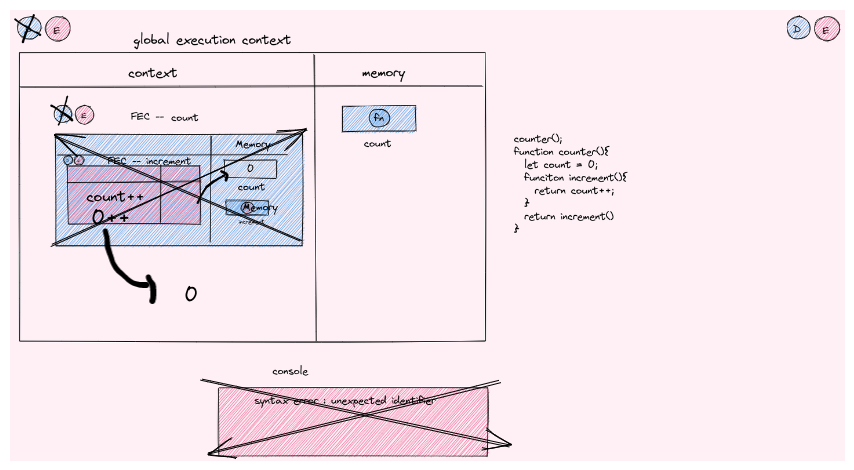 E
D E
global execution context
context memory
E FEC -- count
fn
count
Memory
FEC -- increment
0
count
count++
0++
Memory
increment
0
counter();
function counter(){
let count = 0;
funciton increment(){
return count++;
}
return increment()
}
console
syntax error : unexpected identifier